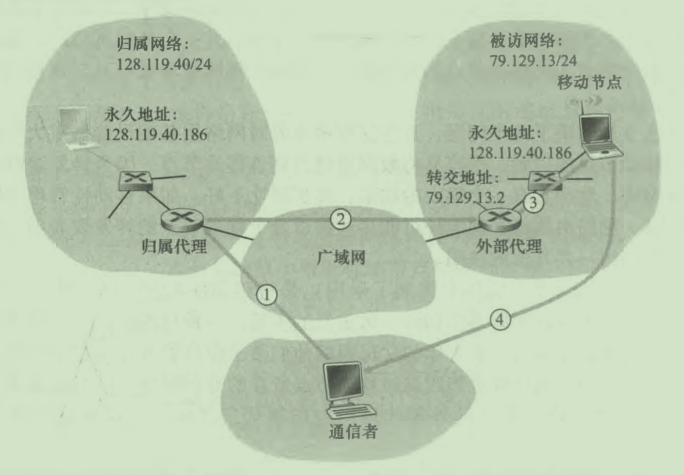 归属网络:
128.119.40/24
永久地址:
128.119.40.186
归属代理
被访网络:
79.129.13/24
移动节点
永久地址:
128.119.40.186
转交地址:
79.129.13.2
外部代理
广域网
①
②
③
④
通信者